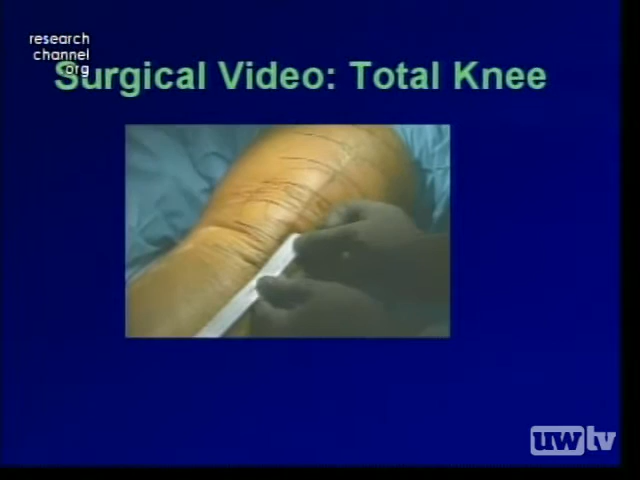 research
channel
.org
Surgical Video: Total Knee
uwtv